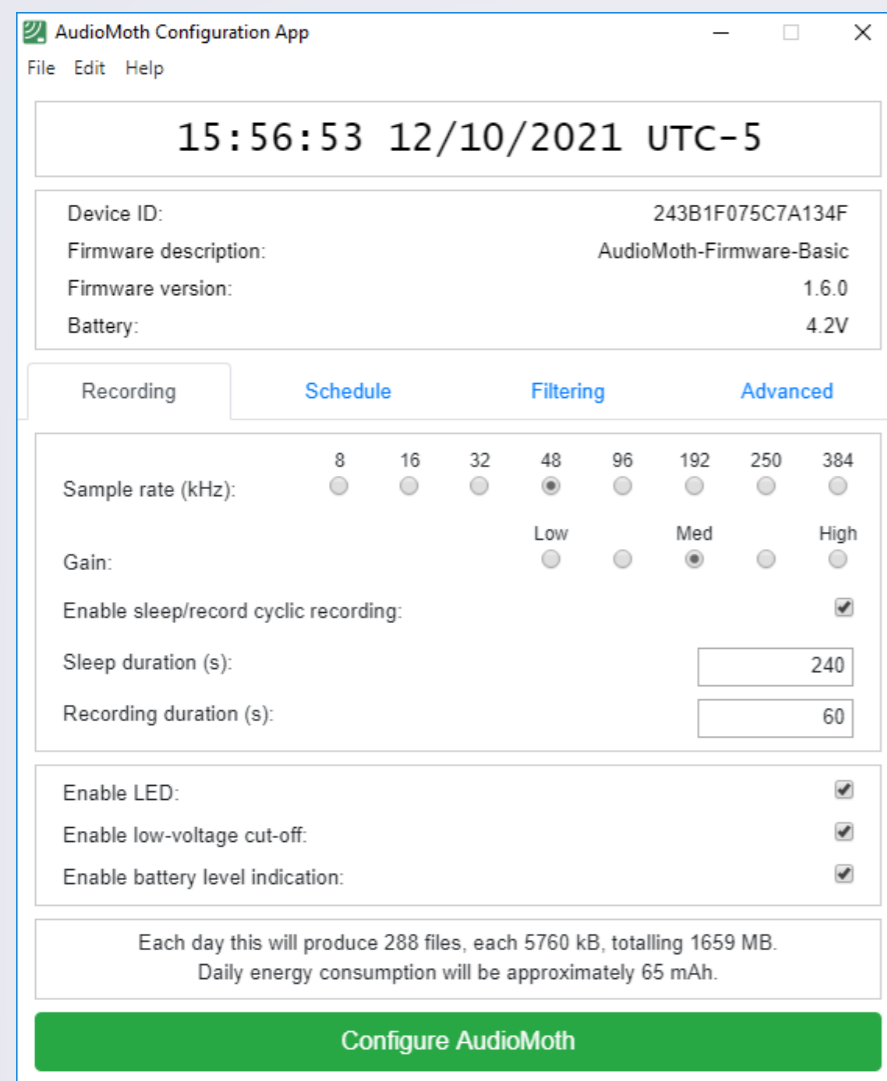 AudioMoth Configuration App
File Edit Help
15:56:53 12/10/2021 UTC-5
Device ID: 243B1F075C7A134F
Firmware description: AudioMoth-Firmware-Basic
Firmware version: 1.6.0
Battery: 4.2V
Recording Schedule Filtering Advanced
8 16 32 48 96 192 250 384
Sample rate (kHz):
Low Med High
Gain:
Enable sleep/record cyclic recording:
Sleep duration (s): 240
Recording duration (s): 60
Enable LED:
Enable low-voltage cut-off:
Enable battery level indication:
Each day this will produce 288 files, each 5760 kB, totalling 1659 MB.
Daily energy consumption will be approximately 65 mAh.
Configure AudioMoth